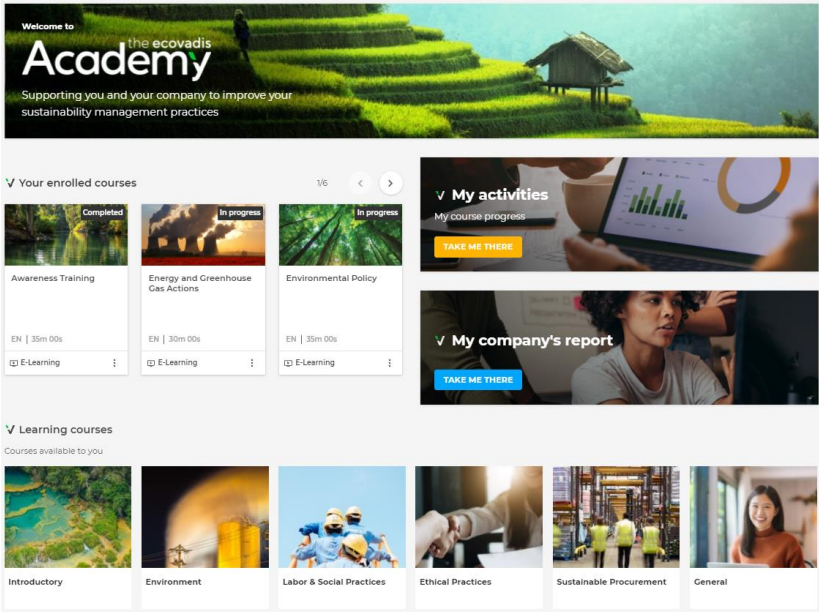 Welcome to
the ecovadis
Academy
Supporting you and your company to improve your
sustainability management practices
Your enrolled courses
1/6
Completed
Awareness Training
EN | 35m 00s
E-Learning
In progress
Energy and Greenhouse
Gas Actions
EN | 30m 00s
E-Learning
In progress
Environmental Policy
EN | 35m 00s
E-Learning
My activities
My course progress
TAKE ME THERE
My company's report
TAKE ME THERE
Learning courses
Courses available to you
Introductory
Environment
Labor & Social Practices
Ethical Practices
Sustainable Procurement
General